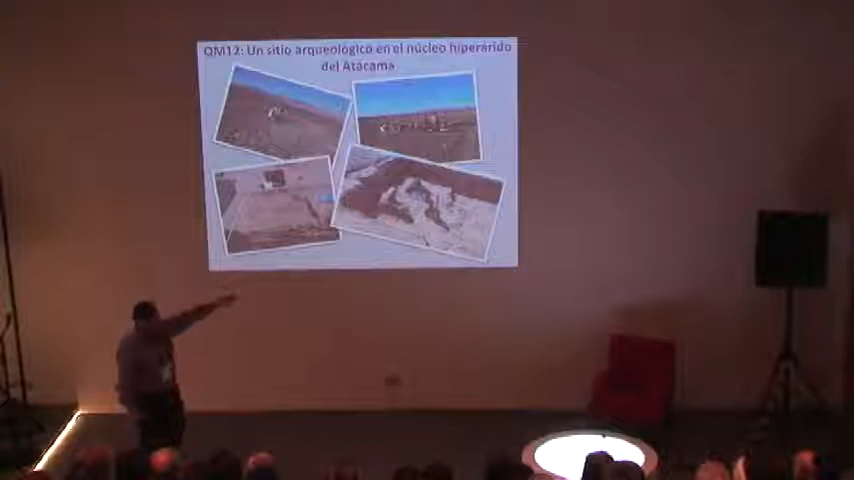 QM12: Un sitio arqueológico en el núcleo hiperárido
del Atacama